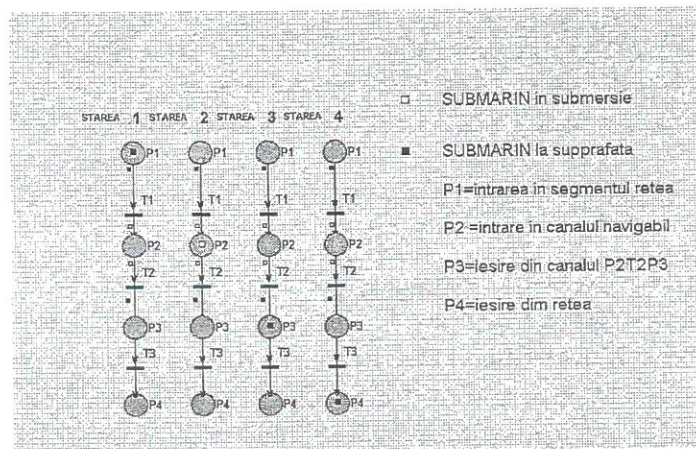 STAREA 1 STAREA 2 STAREA 3 STAREA 4
P1 P1 P1 P1
T1 T1 T1 T1
P2 P2 P2 P2
T2 T2 T2 T2
P3 P3 P3 P3
T3 T3 T3 T3
P4 P4 P4 P4
SUBMARIN in submersie
SUBMARIN la supprafata
P1=intrarea in segmentul retea
P2=intrare in canalul navigabil
P3=iesire din canalul P2T2P3
P4=iesire dim retea